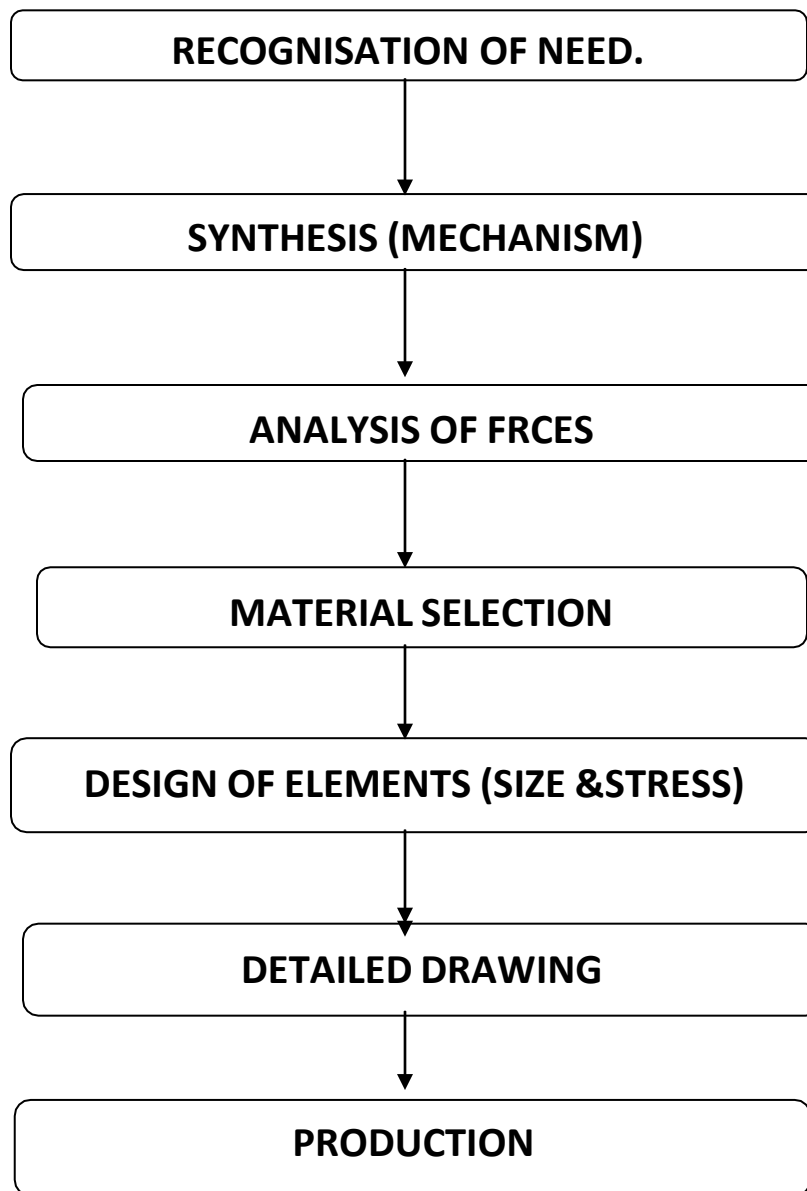 RECOGNISATION OF NEED.
SYNTHESIS (MECHANISM)
ANALYSIS OF FRCES
MATERIAL SELECTION
DESIGN OF ELEMENTS (SIZE &STRESS)
DETAILED DRAWING
PRODUCTION